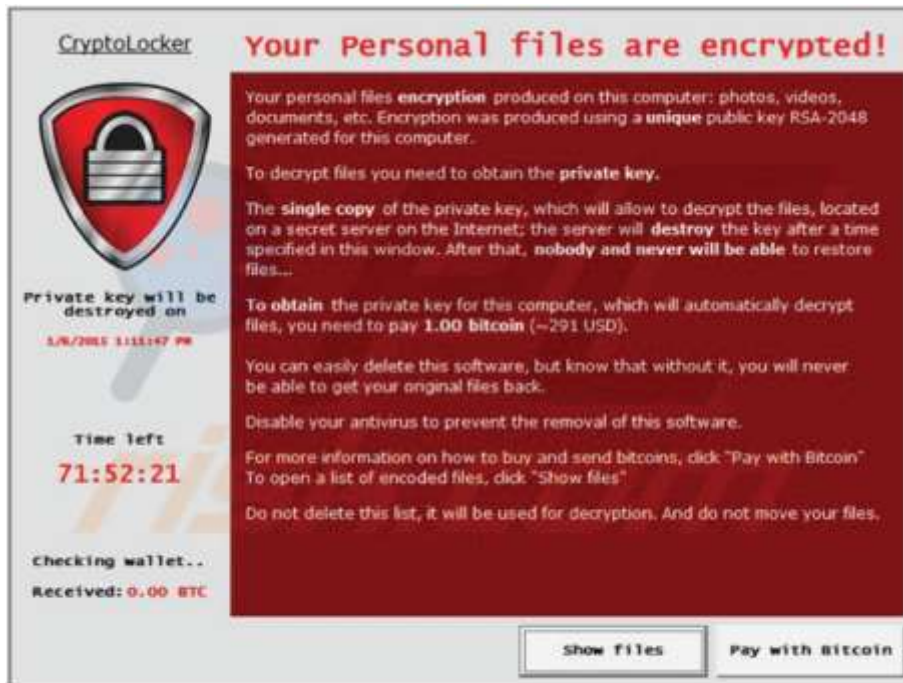 CryptoLocker
Your Personal files are encrypted!
Your personal files encryption produced on this computer: photos, videos,
documents, etc. Encryption was produced using a unique public key RSA-2048
generated for this computer.
To decrypt files you need to obtain the private key.
The single copy of the private key, which will allow to decrypt the files, located
on a secret server on the Internet; the server will destroy the key after a time
specified in this window. After that, nobody and never will be able to restore
files...
To obtain the private key for this computer, which will automatically decrypt
files, you need to pay 1.00 bitcoin (~291 USD).
You can easily delete this software, but know that without it, you will never
be able to get your original files back.
Disable your antivirus to prevent the removal of this software.
For more information on how to buy and send bitcoins, click "Pay with Bitcoin"
To open a list of encoded files, click "Show files"
Do not delete this list, it will be used for decryption. And do not move your files.
Private key will be
destroyed on
1/6/2015 1:11:47 PM
Time left
71:52:21
Checking wallet..
Received: 0.00 BTC
Show files
Pay with Bitcoin